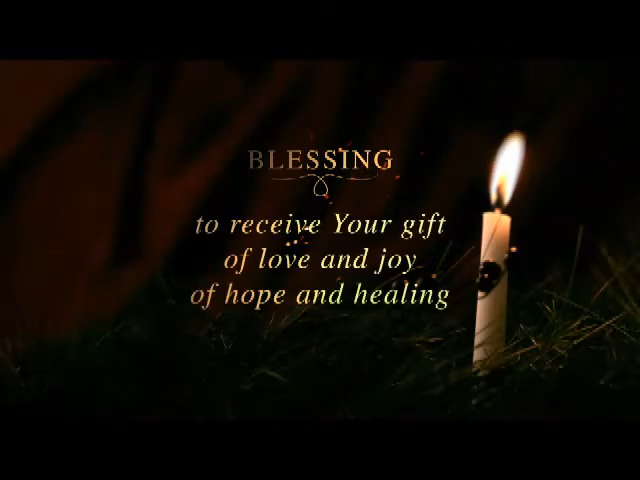 BLESSING
to receive Your gift
of love and joy
of hope and healing